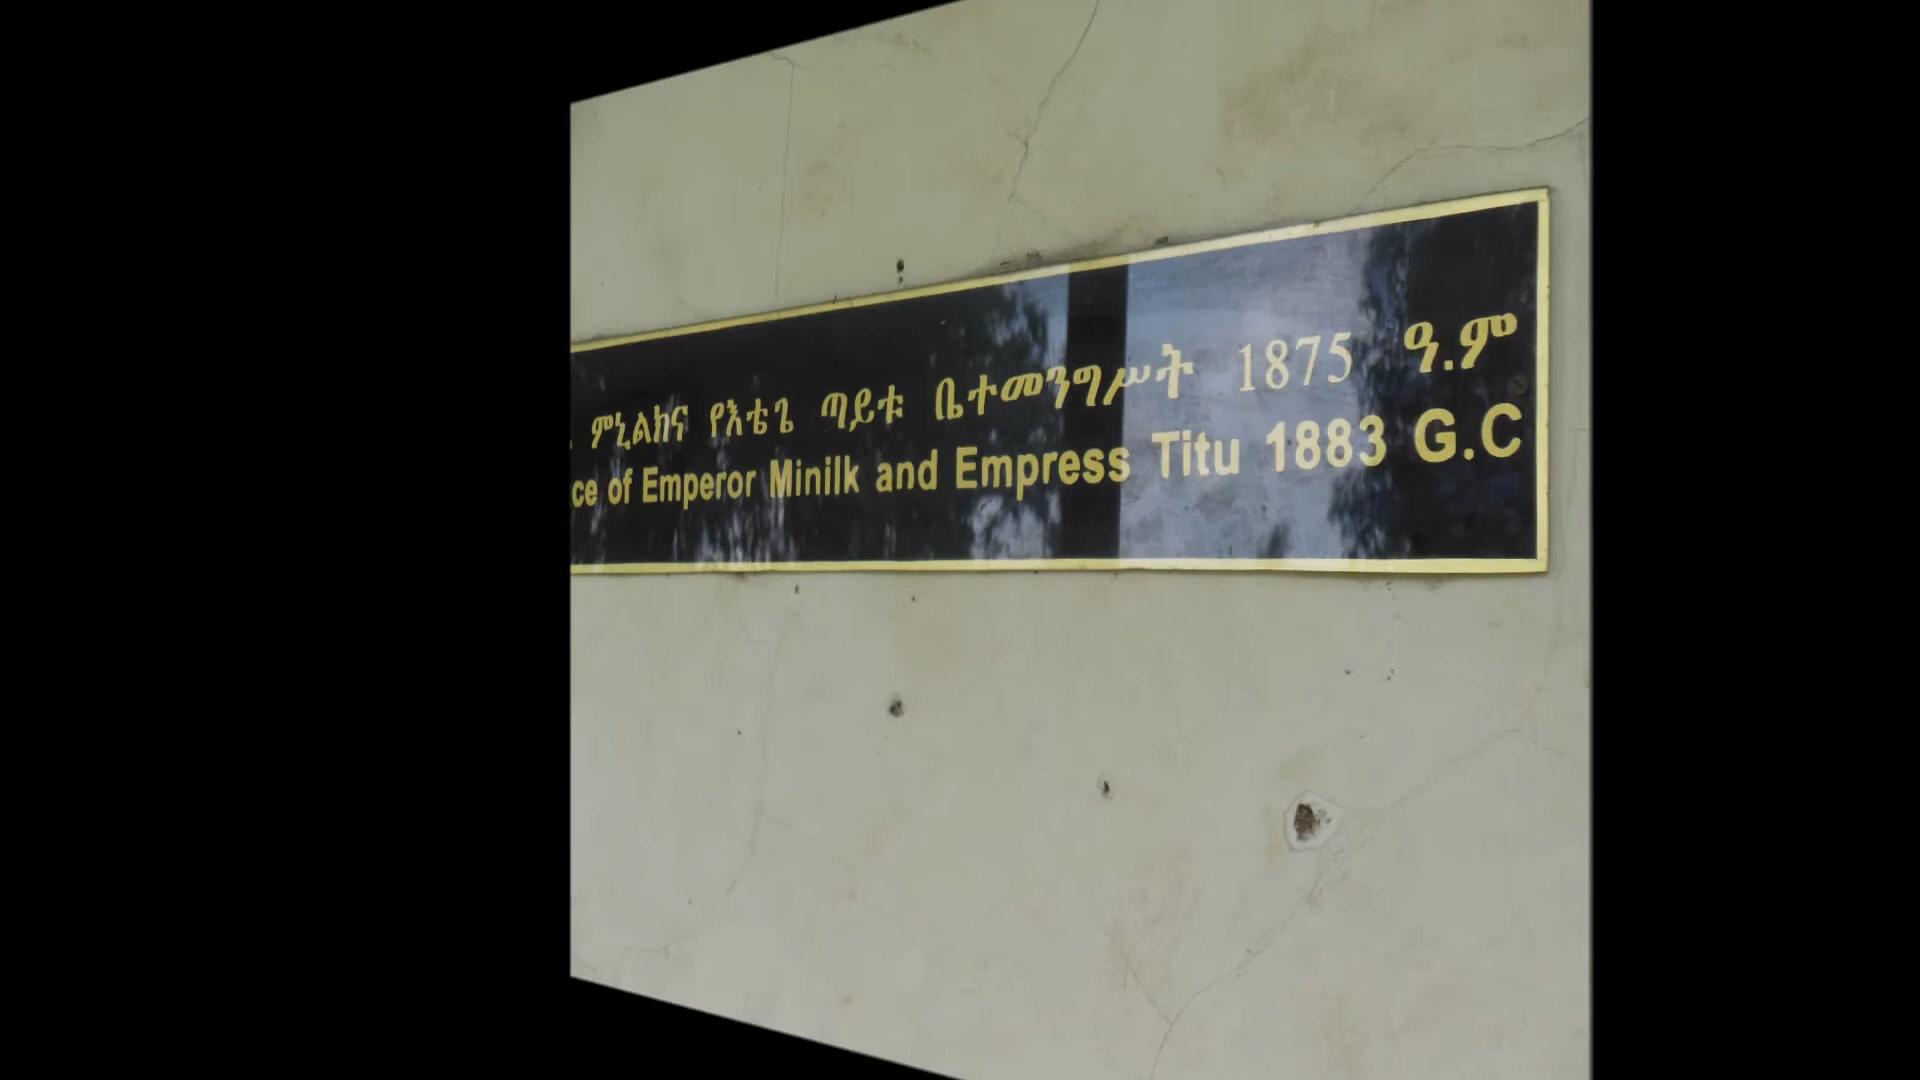 ምኒልክና የእቴጌ ጣይቱ ቤተመንግሥት 1875 ዓ.ም
ce of Emperor Minilk and Empress Titu 1883 G.C